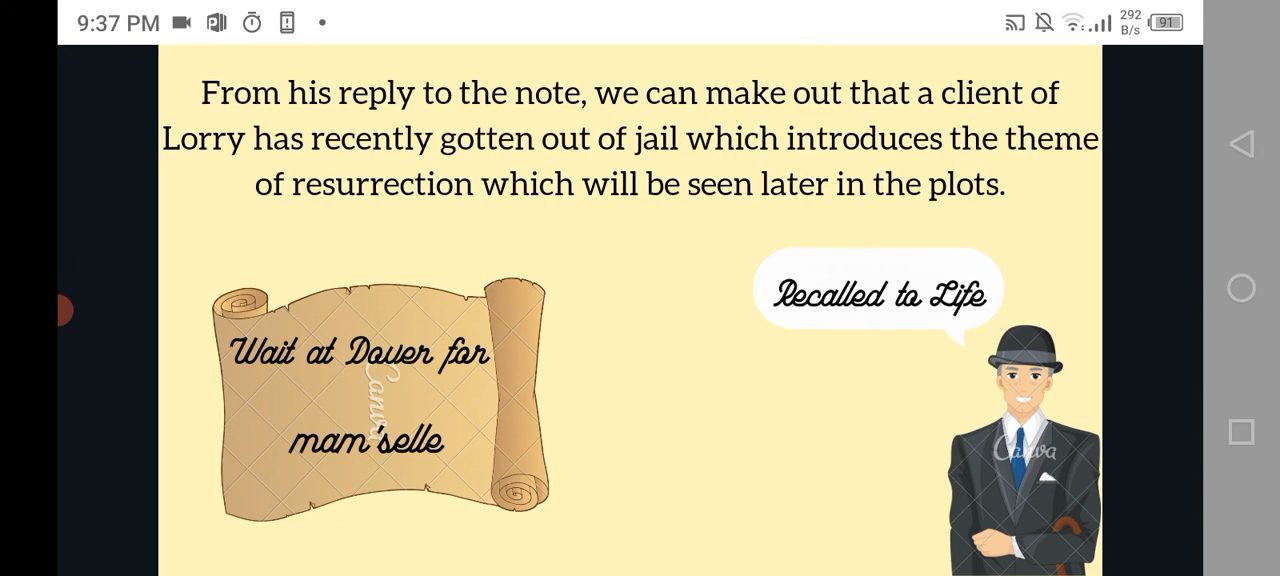 9:37 PM
292
B/s
91
From his reply to the note, we can make out that a client of
Lorry has recently gotten out of jail which introduces the theme
of resurrection which will be seen later in the plots.
Recalled to Life
Wait at Dover for
mam'selle
Canva
Canva